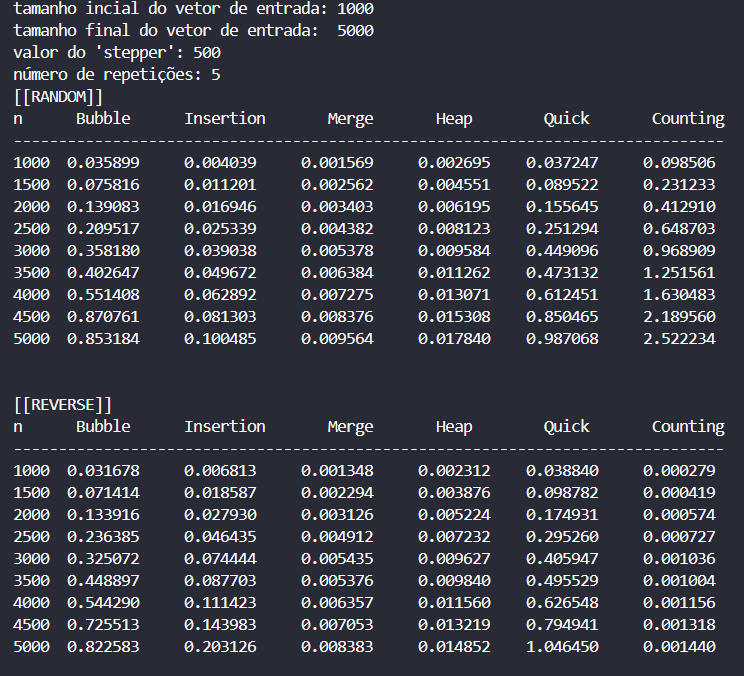 tamanho incial do vetor de entrada: 1000
tamanho final do vetor de entrada:  5000
valor do 'stepper': 500
número de repetições: 5
[[RANDOM]]
n      Bubble      Insertion       Merge       Heap        Quick       Counting
-------------------------------------------------------------------------------
1000  0.035899     0.004039     0.001569     0.002695    0.037247     0.098506
1500  0.075816     0.011201     0.002562     0.004551    0.089522     0.231233
2000  0.139083     0.016946     0.003403     0.006195    0.155645     0.412910
2500  0.209517     0.025339     0.004382     0.008123    0.251294     0.648703
3000  0.358180     0.039038     0.005378     0.009584    0.449096     0.968909
3500  0.402647     0.049672     0.006384     0.011262    0.473132     1.251561
4000  0.551408     0.062892     0.007275     0.013071    0.612451     1.630483
4500  0.870761     0.081303     0.008376     0.015308    0.850465     2.189560
5000  0.853184     0.100485     0.009564     0.017840    0.987068     2.522234
[[REVERSE]]
n      Bubble      Insertion       Merge       Heap        Quick       Counting
-------------------------------------------------------------------------------
1000  0.031678     0.006813     0.001348     0.002312    0.038840     0.000279
1500  0.071414     0.018587     0.002294     0.003876    0.098782     0.000419
2000  0.133916     0.027930     0.003126     0.005224    0.174931     0.000574
2500  0.236385     0.046435     0.004912     0.007232    0.295260     0.000727
3000  0.325072     0.074444     0.005435     0.009627    0.405947     0.001036
3500  0.448897     0.087703     0.005376     0.009840    0.495529     0.001004
4000  0.544290     0.111423     0.006357     0.011560    0.626548     0.001156
4500  0.725513     0.143983     0.007053     0.013219    0.794941     0.001318
5000  0.822583     0.203126     0.008383     0.014852    1.046450     0.001440